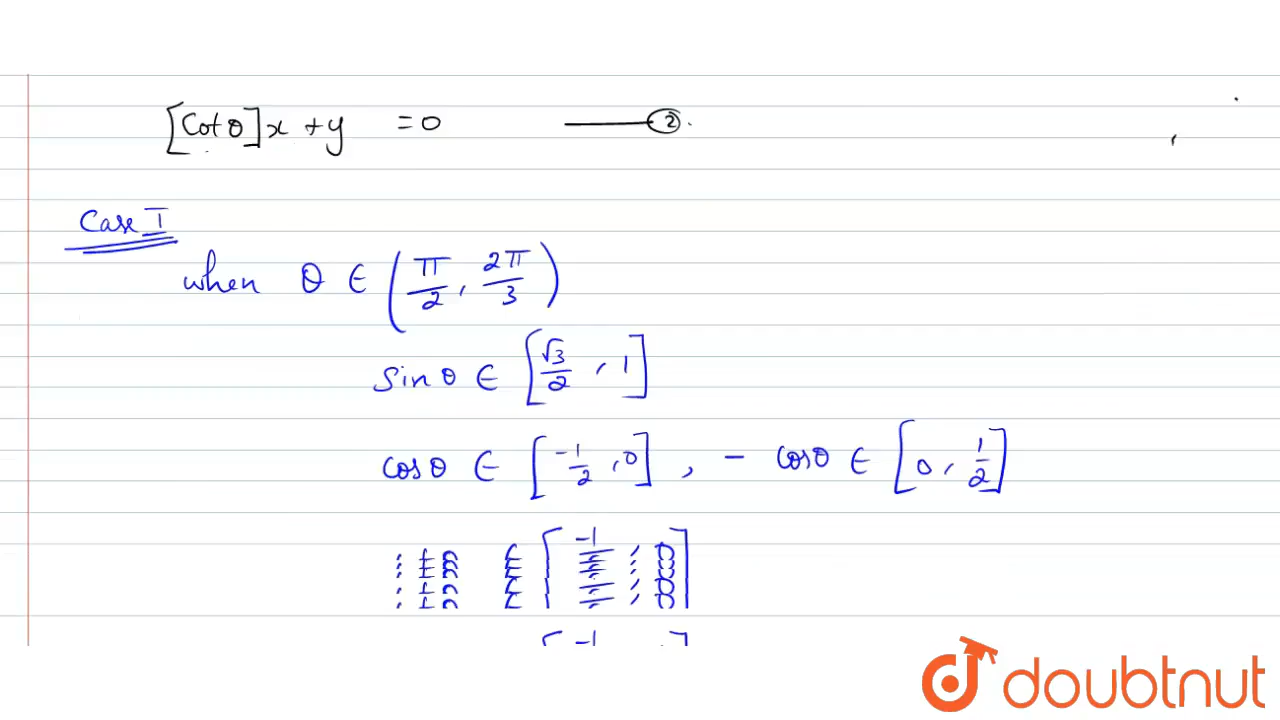 [Cot θ] x + y = 0 ——— ②.
Case I
when θ ∈ (π/2, 2π/3)
sin θ ∈ [√3/2, 1]
cos θ ∈ [-1/2, 0], - cos θ ∈ [0, 1/2]
doubtnut